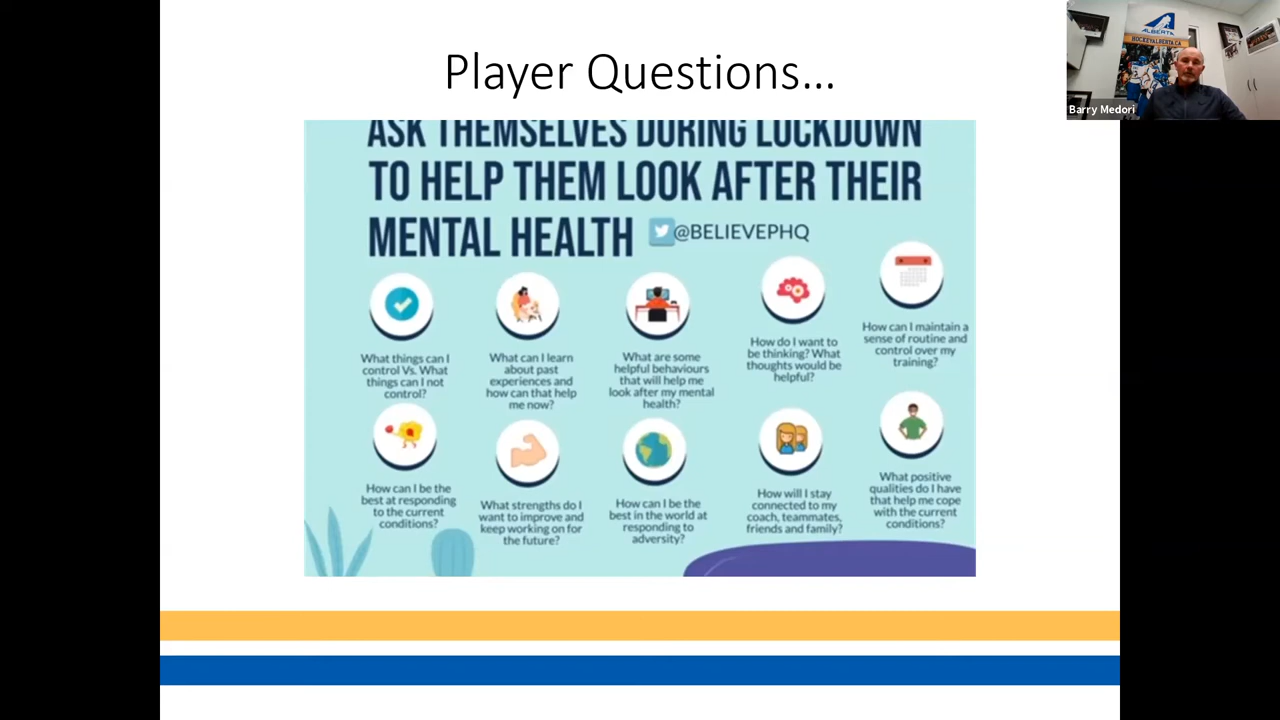 Player Questions...
ASK THEMSELVES DURING LOCKDOWN
TO HELP THEM LOOK AFTER THEIR
MENTAL HEALTH
@BELIEVEPHQ
What things can I
control Vs. What
things can I not
control?
What can I learn
about past
experiences and
how can that help
me now?
What are some
helpful behaviours
that will help me
look after my mental
health?
How do I want to
be thinking? What
thoughts would be
helpful?
How can I maintain a
sense of routine and
control over my
training?
How can I be the
best at responding
to the current
conditions?
What strengths do I
want to improve and
keep working on for
the future?
How can I be the
best in the world at
responding to
adversity?
How will I stay
connected to my
coach, teammates,
friends and family?
What positive
qualities do I have
that help me cope
with the current
conditions?
ALBERTA
HOCKEYALBERTA.CA
Barry Medori